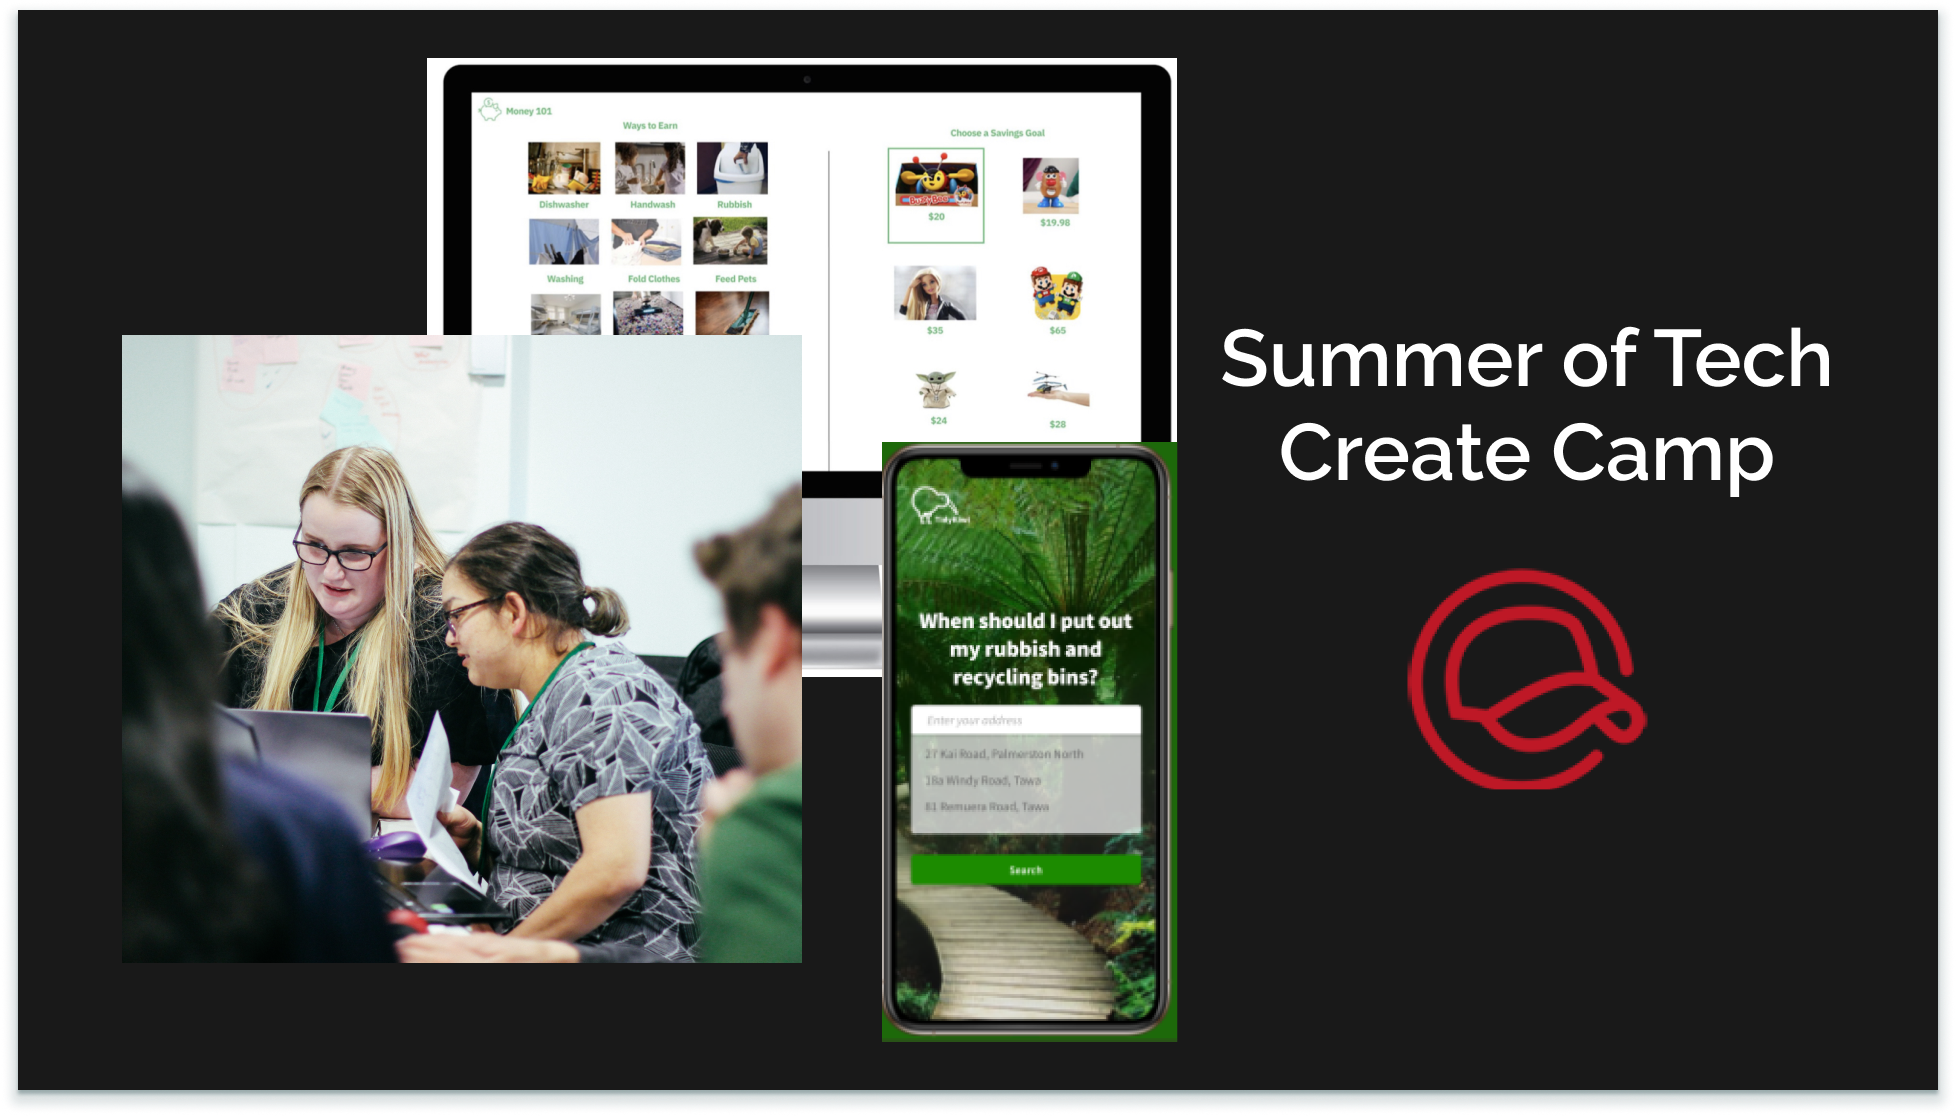 Money 101
Ways to Earn
Dishwasher Handwash Rubbish
Washing Fold Clothes Feed Pets
Choose a Savings Goal
$20 $19.98
$35 $65
$24 $28
Summer of Tech
Create Camp
When should I put out
my rubbish and
recycling bins?
Enter your address
27 Kai Road, Palmerston North
18a Windy Road, Tawa
81 Remuera Road, Tawa
Search